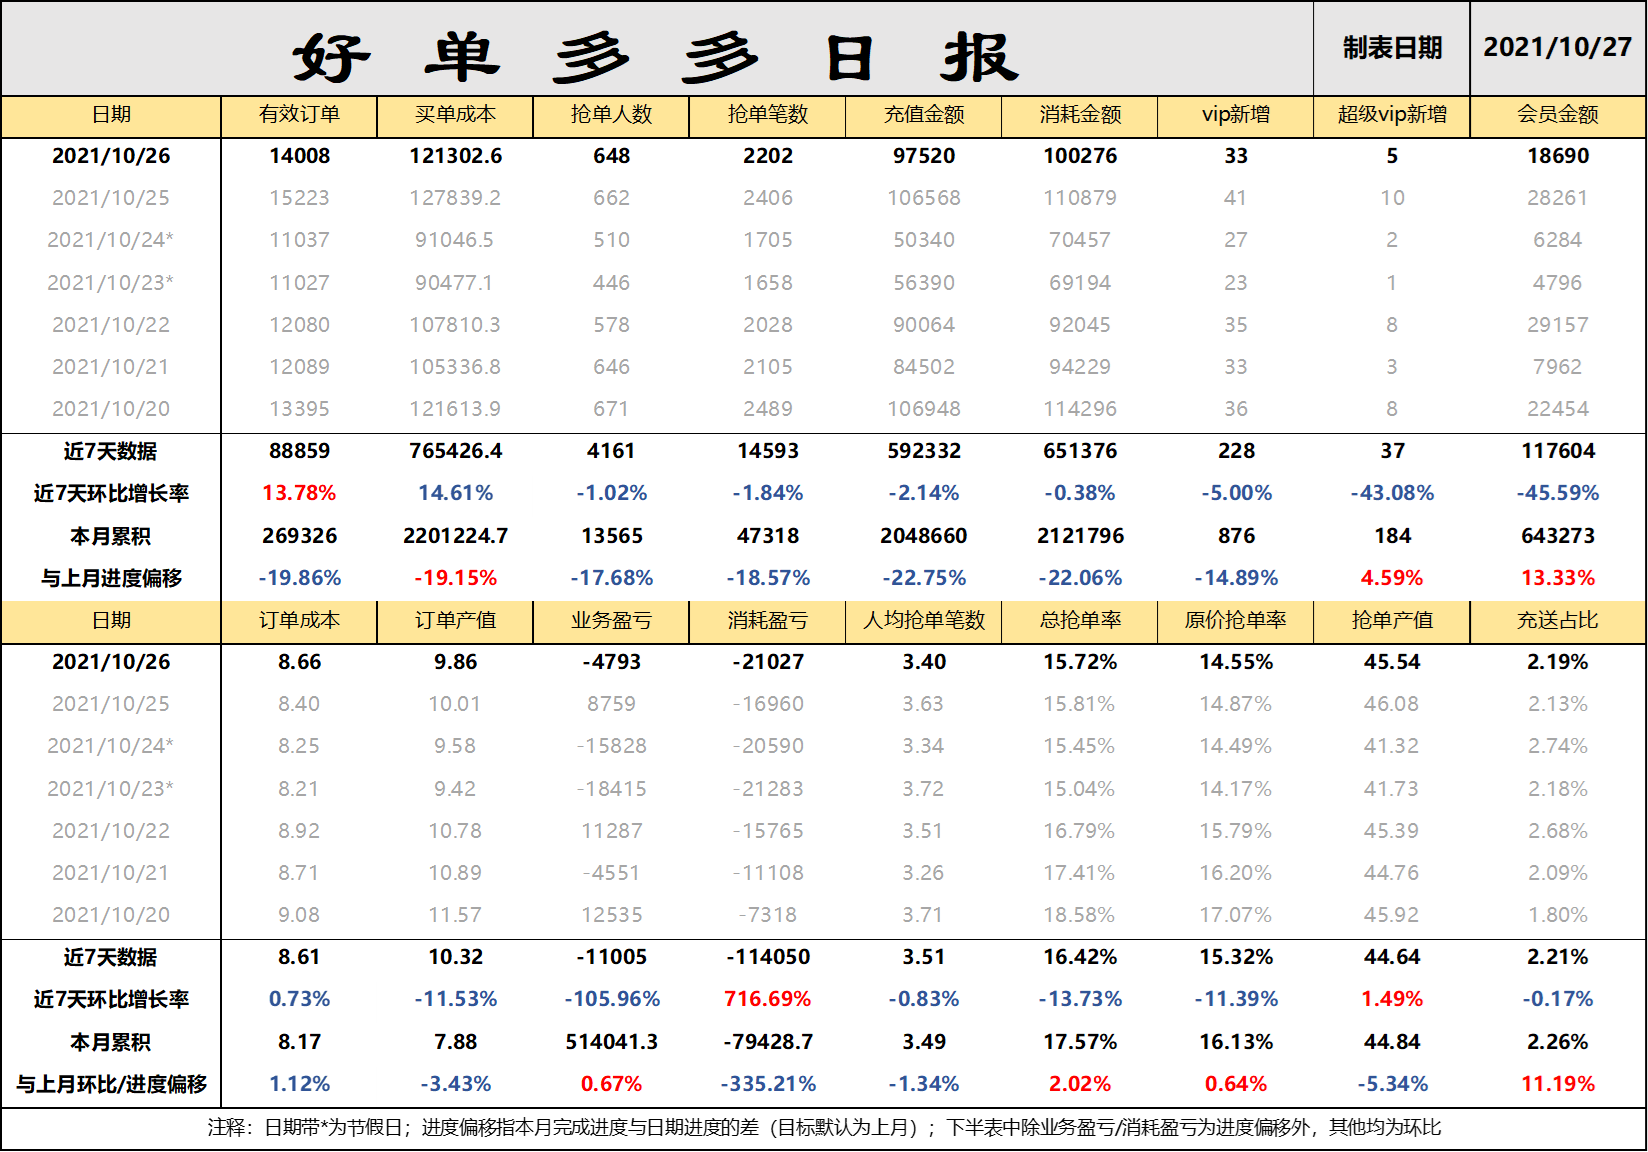 好单多多日报 制表日期 2021/10/27
日期 有效订单 买单成本 抢单人数 抢单笔数 充值金额 消耗金额 vip新增 超级vip新增 会员金额
2021/10/26 14008 121302.6 648 2202 97520 100276 33 5 18690
2021/10/25 15223 127839.2 662 2406 106568 110879 41 10 28261
2021/10/24* 11037 91046.5 510 1705 50340 70457 27 2 6284
2021/10/23* 11027 90477.1 446 1658 56390 69194 23 1 4796
2021/10/22 12080 107810.3 578 2028 90064 92045 35 8 29157
2021/10/21 12089 105336.8 646 2105 84502 94229 33 3 7962
2021/10/20 13395 121613.9 671 2489 106948 114296 36 8 22454
近7天数据 88859 765426.4 4161 14593 592332 651376 228 37 117604
近7天环比增长率 13.78% 14.61% -1.02% -1.84% -2.14% -0.38% -5.00% -43.08% -45.59%
本月累积 269326 2201224.7 13565 47318 2048660 2121796 876 184 643273
与上月进度偏移 -19.86% -19.15% -17.68% -18.57% -22.75% -22.06% -14.89% 4.59% 13.33%
日期 订单成本 订单产值 业务盈亏 消耗盈亏 人均抢单笔数 总抢单率 原价抢单率 抢单产值 充送占比
2021/10/26 8.66 9.86 -4793 -21027 3.40 15.72% 14.55% 45.54 2.19%
2021/10/25 8.40 10.01 8759 -16960 3.63 15.81% 14.87% 46.08 2.13%
2021/10/24* 8.25 9.58 -15828 -20590 3.34 15.45% 14.49% 41.32 2.74%
2021/10/23* 8.21 9.42 -18415 -21283 3.72 15.04% 14.17% 41.73 2.18%
2021/10/22 8.92 10.78 11287 -15765 3.51 16.79% 15.79% 45.39 2.68%
2021/10/21 8.71 10.89 -4551 -11108 3.26 17.41% 16.20% 44.76 2.09%
2021/10/20 9.08 11.57 12535 -7318 3.71 18.58% 17.07% 45.92 1.80%
近7天数据 8.61 10.32 -11005 -114050 3.51 16.42% 15.32% 44.64 2.21%
近7天环比增长率 0.73% -11.53% -105.96% 716.69% -0.83% -13.73% -11.39% 1.49% -0.17%
本月累积 8.17 7.88 514041.3 -79428.7 3.49 17.57% 16.13% 44.84 2.26%
与上月环比/进度偏移 1.12% -3.43% 0.67% -335.21% -1.34% 2.02% 0.64% -5.34% 11.19%
注释：日期带*为节假日；进度偏移指本月完成进度与日期进度的差（目标默认为上月）；下半表中除业务盈亏/消耗盈亏为进度偏移外，其他均为环比